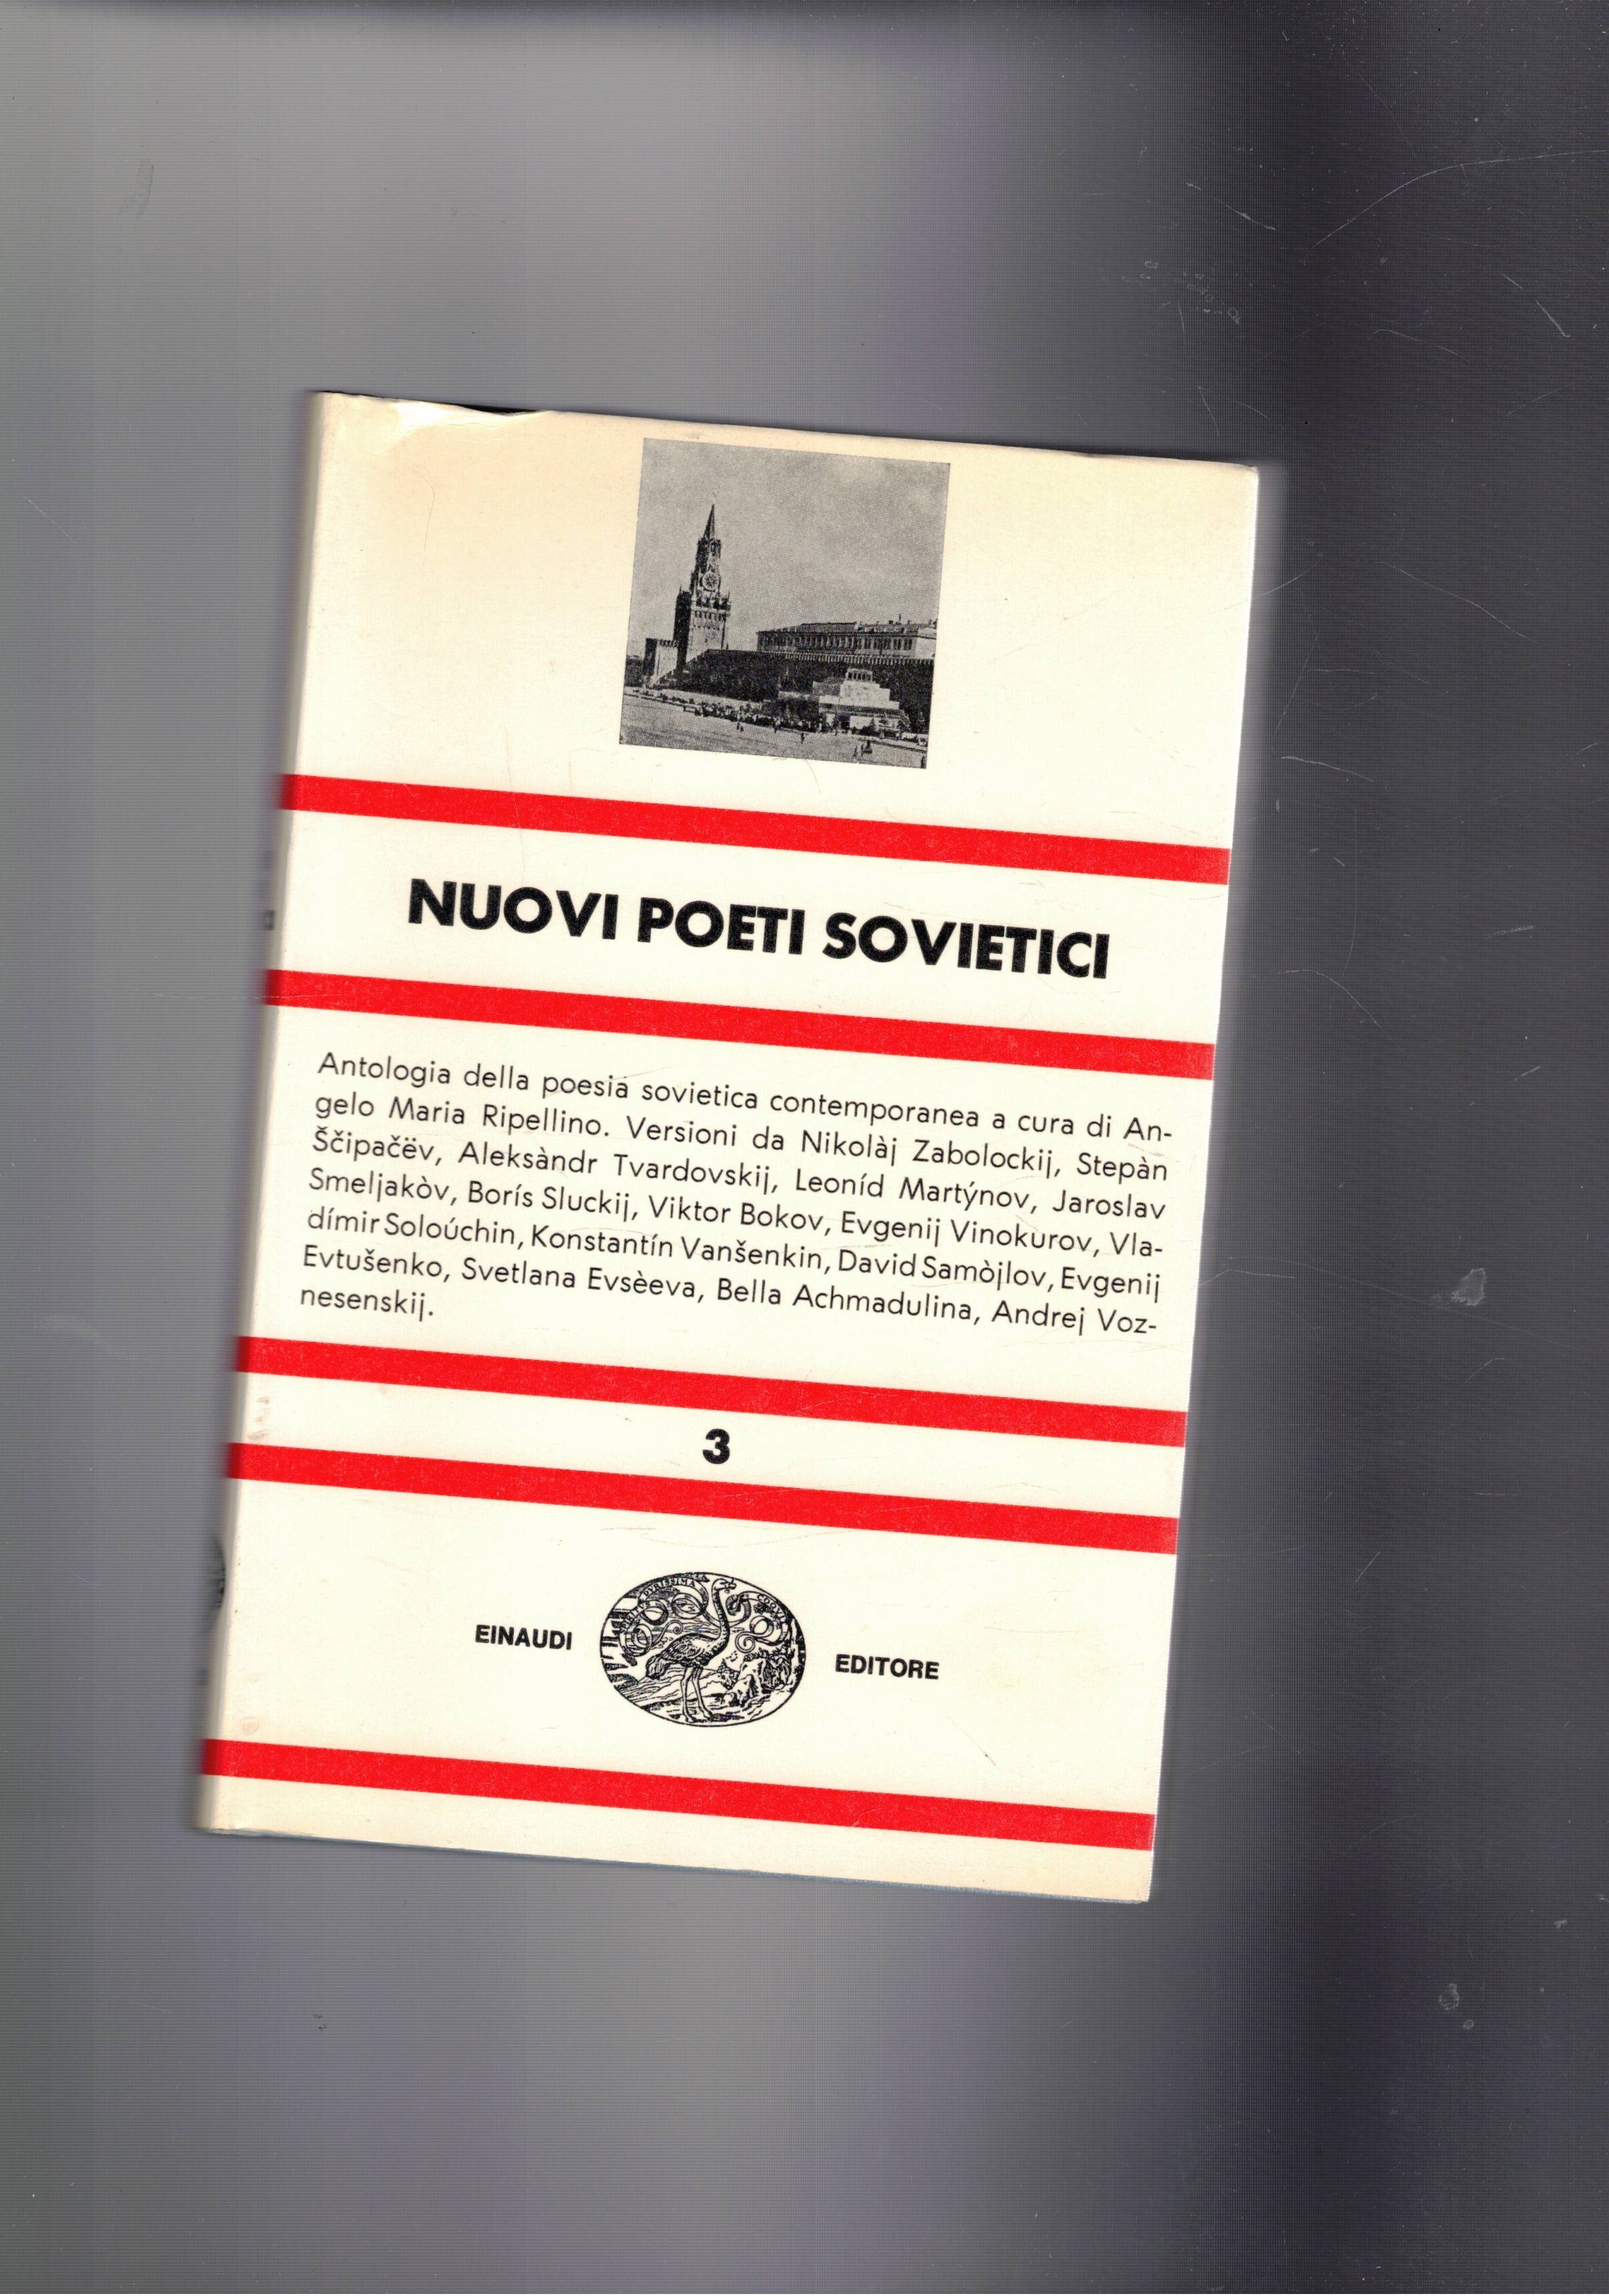 NUOVI POETI SOVIETICI
Antologia della poesia sovietica contemporanea a cura di An-
gelo Maria Ripellino. Versioni da Nikolàj Zabolockij, Stepàn
Ščipačëv, Aleksàndr Tvardovskij, Leoníd Martýnov, Jaroslav
Smeljakòv, Borís Sluckij, Viktor Bokov, Evgenij Vinokurov, Vla-
dímir Soloúchin, Konstantín Vanšenkin, David Samòjlov, Evgenij
Evtušenko, Svetlana Evsèeva, Bella Achmadulina, Andrej Voz-
nesenskij.
3
EINAUDI EDITORE